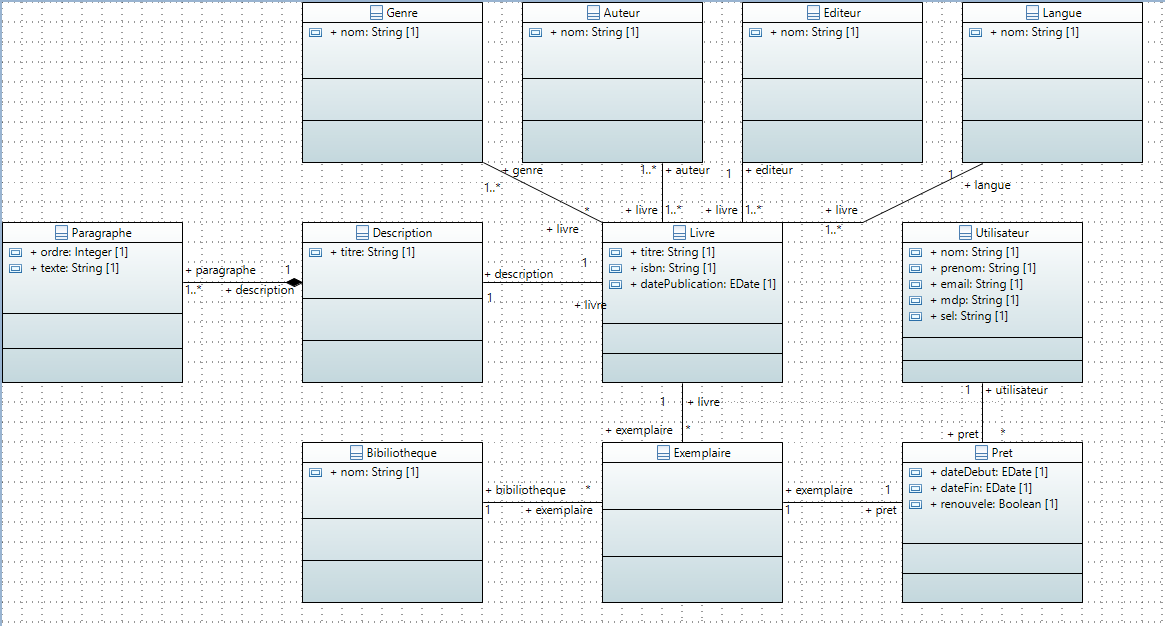 Genre
+ nom: String [1]
Auteur
+ nom: String [1]
Editeur
+ nom: String [1]
Langue
+ nom: String [1]
+ genre
1..*
*
+ livre
1..*
+ auteur
+ livre
1..*
1
+ editeur
+ livre
1..*
1
+ langue
+ livre
1..*
Paragraphe
+ ordre: Integer [1]
+ texte: String [1]
+ paragraphe
1
1..*
+ description
Description
+ titre: String [1]
+ description
1
1
+ livre
Livre
+ titre: String [1]
+ isbn: String [1]
+ datePublication: EDate [1]
Utilisateur
+ nom: String [1]
+ prenom: String [1]
+ email: String [1]
+ mdp: String [1]
+ sel: String [1]
1
+ livre
+ exemplaire
*
1
+ utilisateur
+ pret
*
Bibiliotheque
+ nom: String [1]
+ bibiliotheque
*
1
+ exemplaire
Exemplaire
+ exemplaire
1
1
+ pret
Pret
+ dateDebut: EDate [1]
+ dateFin: EDate [1]
+ renouvele: Boolean [1]